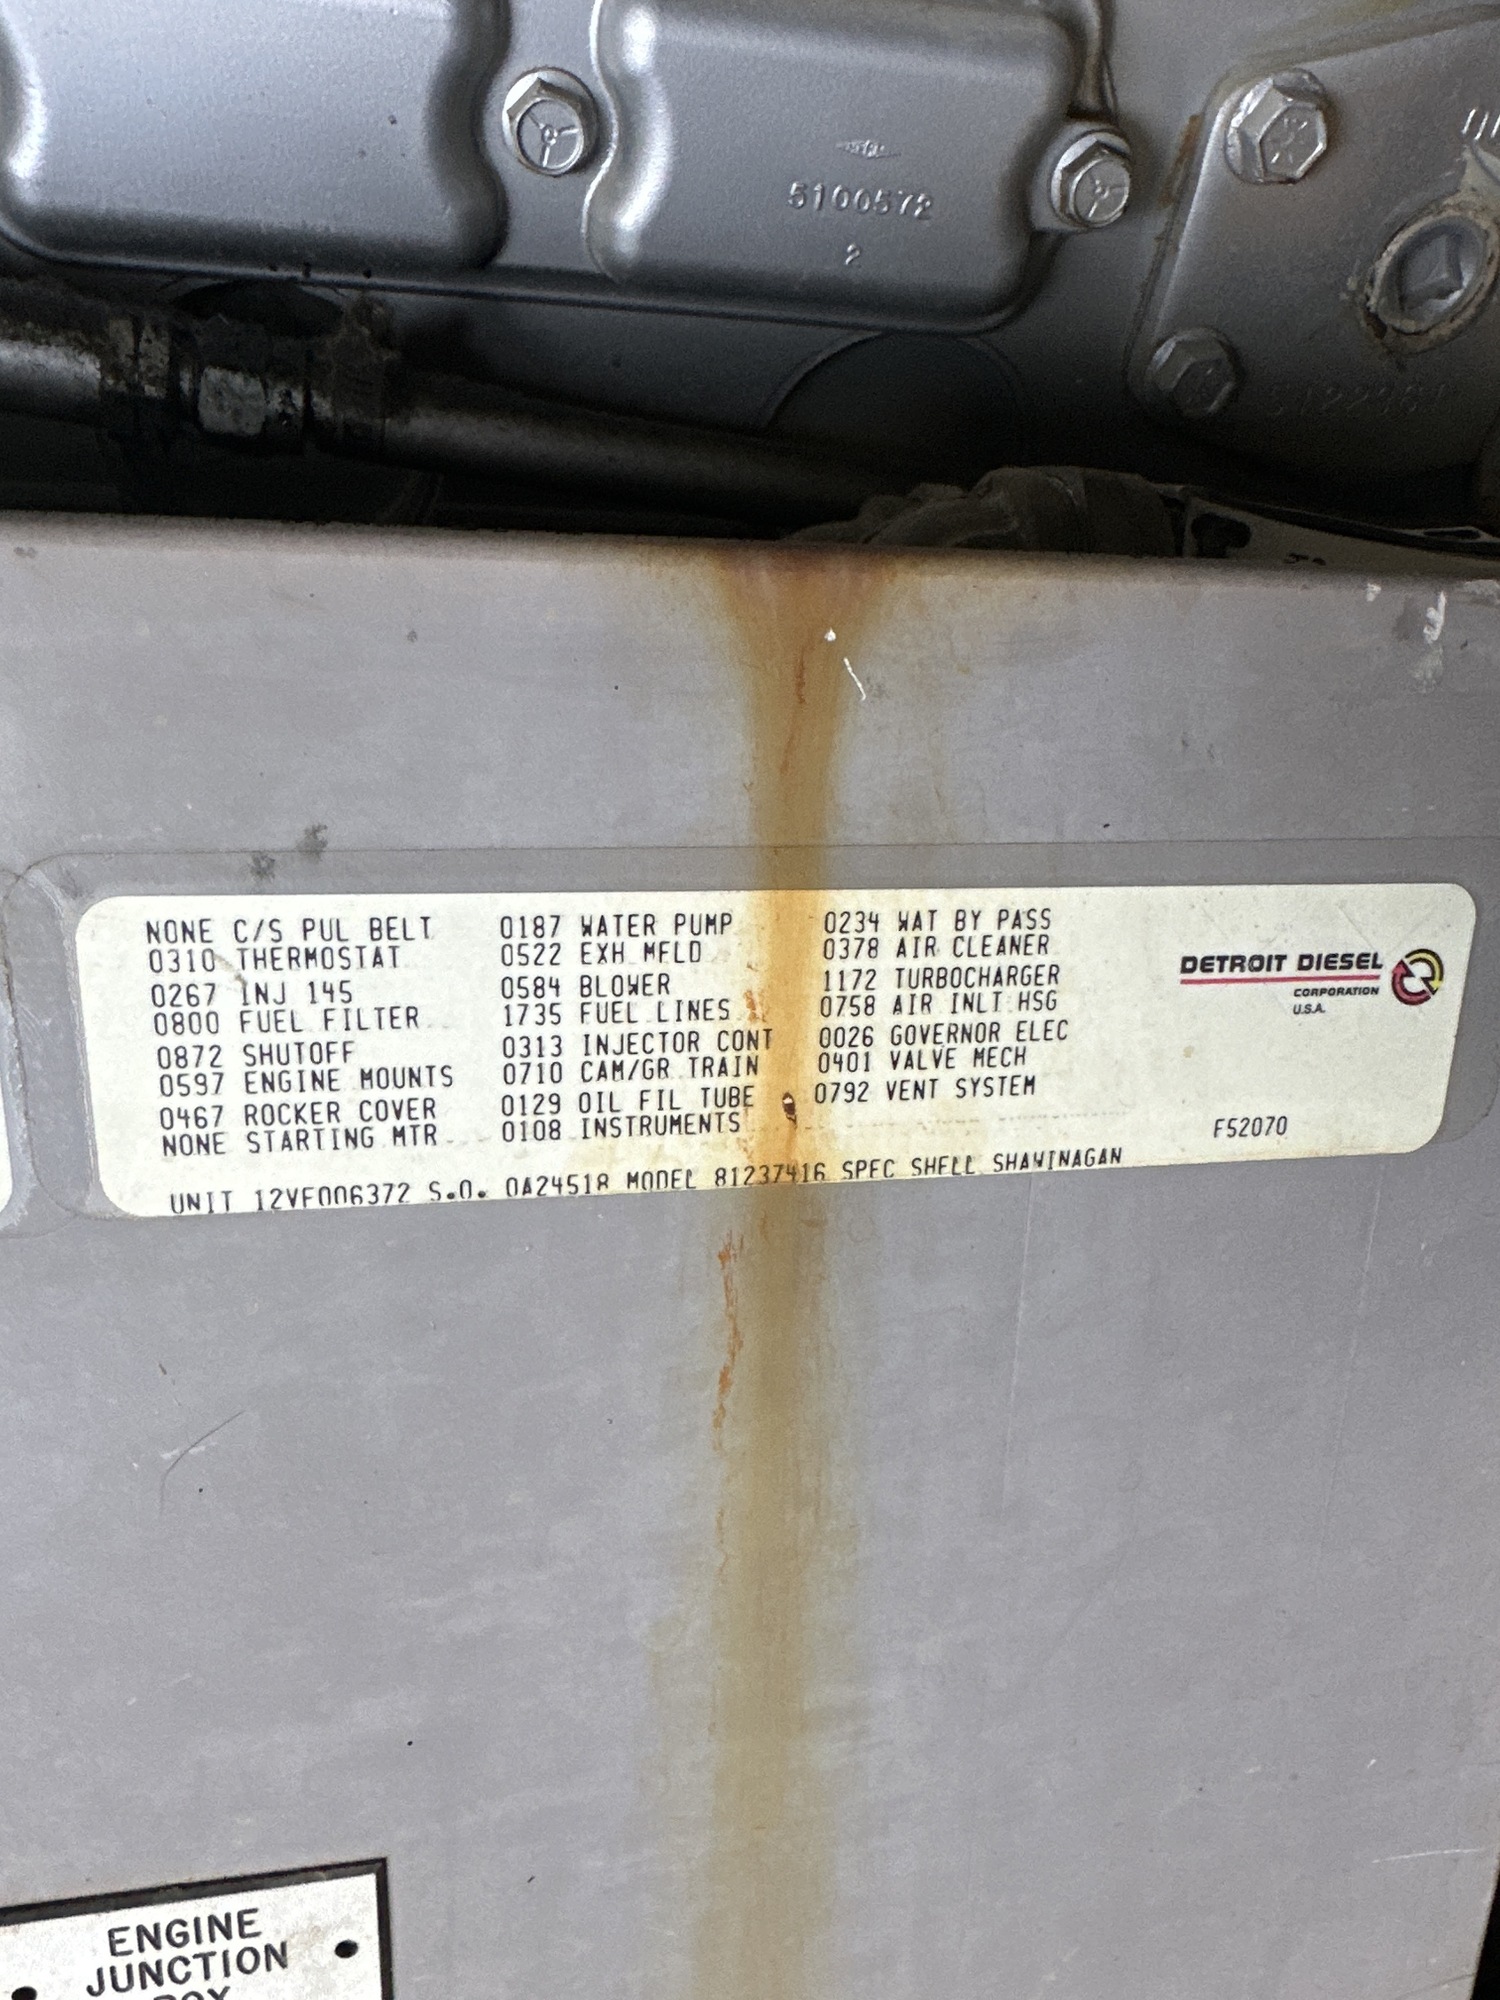 5100572
2
NONE C/S PUL BELT 0187 WATER PUMP 0234 WAT BY PASS
0310 THERMOSTAT 0522 EXH MFLD 0378 AIR CLEANER
0267 INJ 145 0584 BLOWER 1172 TURBOCHARGER
0800 FUEL FILTER 1735 FUEL LINES 0758 AIR INLT HSG
0872 SHUTOFF 0313 INJECTOR CONT 0026 GOVERNOR ELEC
0597 ENGINE MOUNTS 0710 CAM/GR TRAIN 0401 VALVE MECH
0467 ROCKER COVER 0129 OIL FIL TUBE 0792 VENT SYSTEM
NONE STARTING MTR 0108 INSTRUMENTS
DETROIT DIESEL
CORPORATION
U.S.A.
F52070
UNIT 12VF006372 S.O. 0A24518 MODEL 81237416 SPEC SHELL SHAWINAGAN
ENGINE
JUNCTION
BOX